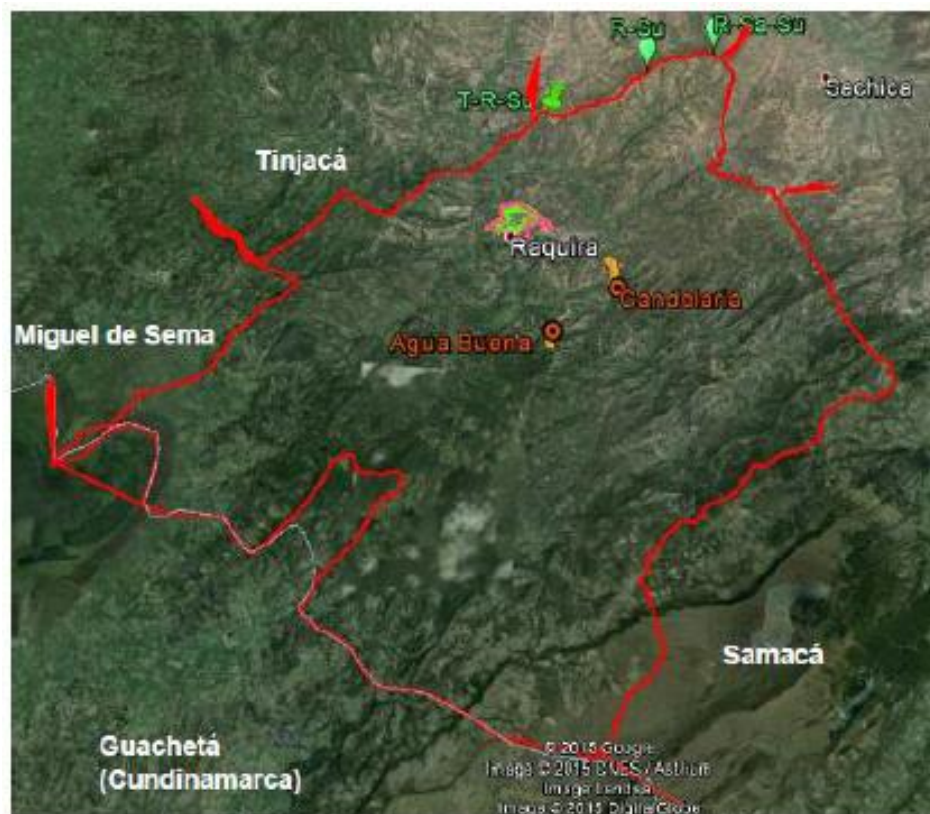 R-Su
R-Sa-Su
Sachica
T-R-Su
Tinjacá
Raquira
Candelaria
Miguel de Sema
Agua Buena
Samacá
Guachetá
(Cundinamarca)
© 2015 Google
Image © 2015 CNES / Astrium
Image Landsat
Image © 2015 DigitalGlobe